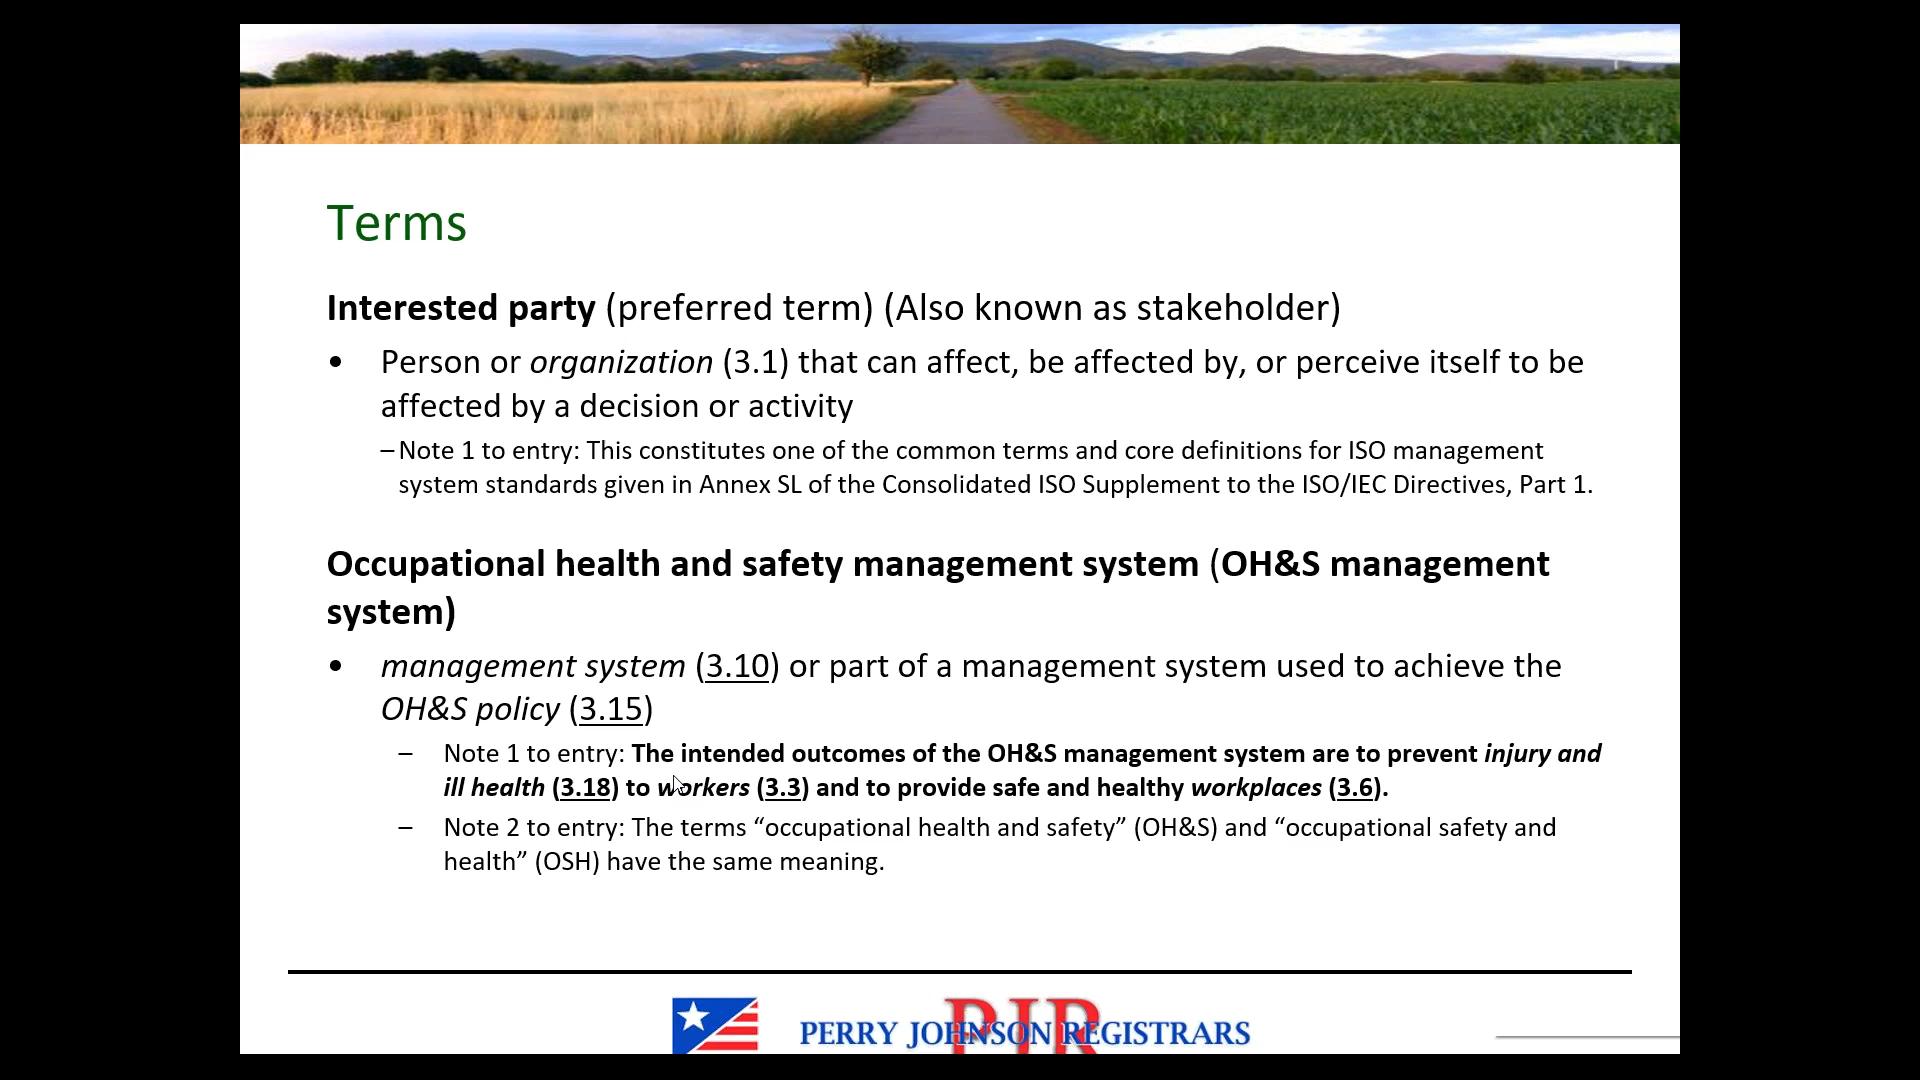 Terms
Interested party (preferred term) (Also known as stakeholder)
• Person or organization (3.1) that can affect, be affected by, or perceive itself to be
affected by a decision or activity
– Note 1 to entry: This constitutes one of the common terms and core definitions for ISO management
system standards given in Annex SL of the Consolidated ISO Supplement to the ISO/IEC Directives, Part 1.
Occupational health and safety management system (OH&S management
system)
• management system (3.10) or part of a management system used to achieve the
OH&S policy (3.15)
– Note 1 to entry: The intended outcomes of the OH&S management system are to prevent injury and
ill health (3.18) to workers (3.3) and to provide safe and healthy workplaces (3.6).
– Note 2 to entry: The terms “occupational health and safety” (OH&S) and “occupational safety and
health” (OSH) have the same meaning.
PJR
PERRY JOHNSON REGISTRARS